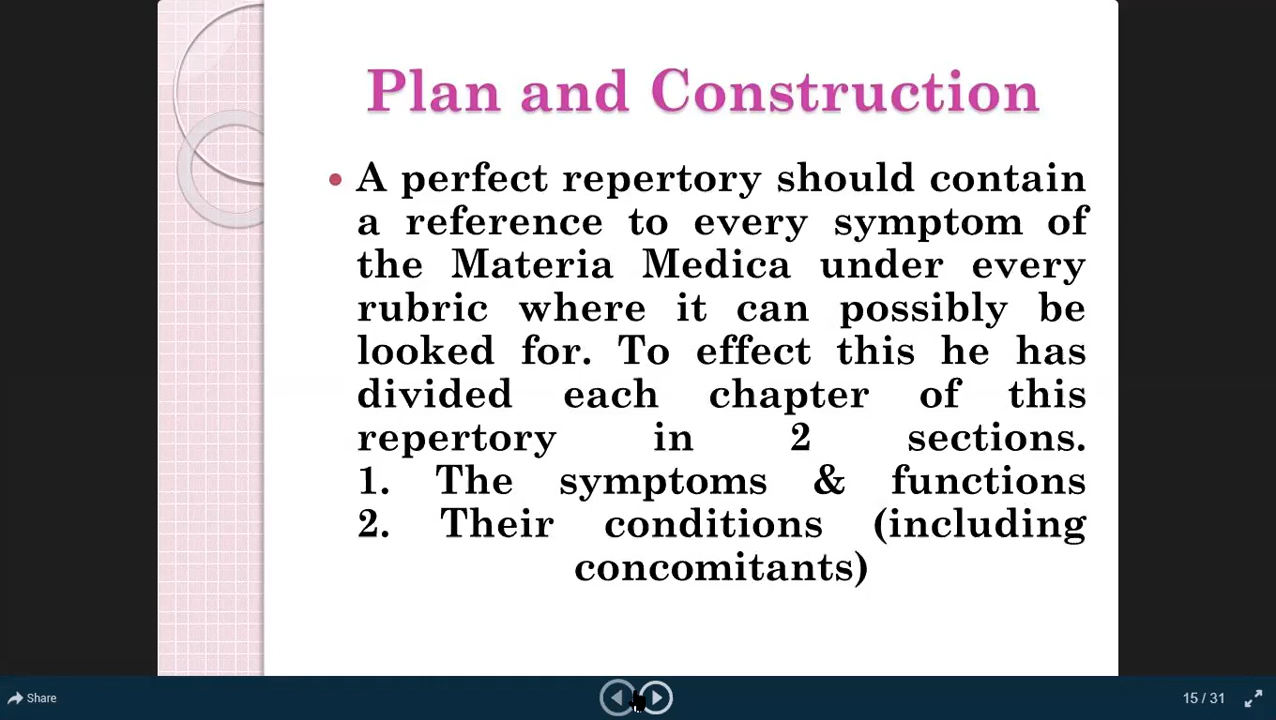 Plan and Construction
• A perfect repertory should contain
a reference to every symptom of
the Materia Medica under every
rubric where it can possibly be
looked for. To effect this he has
divided each chapter of this
repertory in 2 sections.
1. The symptoms & functions
2. Their conditions (including
concomitants)
Share
15 / 31